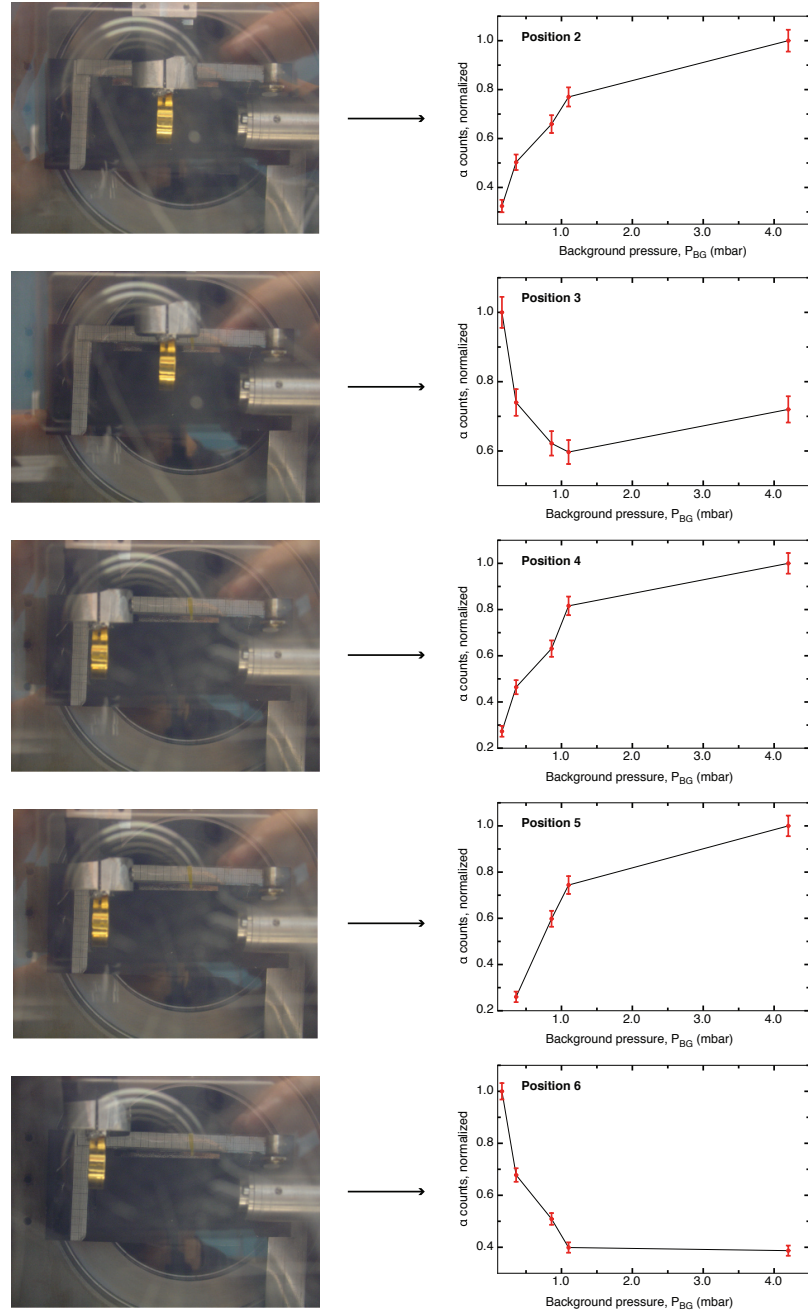 Position 2
α counts, normalized
1.0
0.8
0.6
0.4
1.0 2.0 3.0 4.0
Background pressure, P_BG (mbar)
Position 3
α counts, normalized
1.0
0.8
0.6
1.0 2.0 3.0 4.0
Background pressure, P_BG (mbar)
Position 4
α counts, normalized
1.0
0.8
0.6
0.4
0.2
1.0 2.0 3.0 4.0
Background pressure, P_BG (mbar)
Position 5
α counts, normalized
1.0
0.8
0.6
0.4
0.2
1.0 2.0 3.0 4.0
Background pressure, P_BG (mbar)
Position 6
α counts, normalized
1.0
0.8
0.6
0.4
1.0 2.0 3.0 4.0
Background pressure, P_BG (mbar)